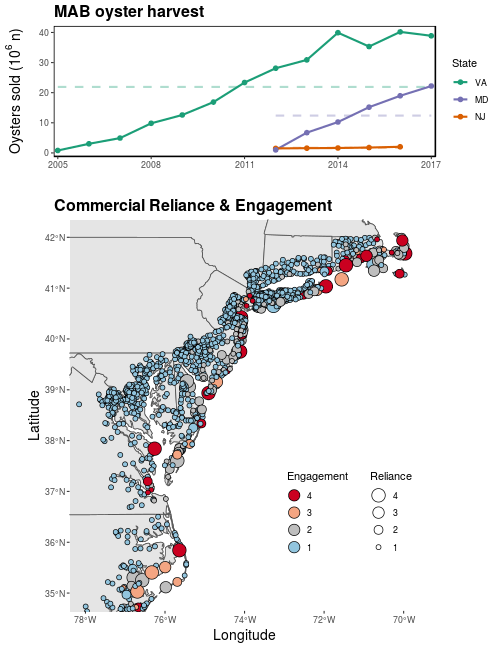 MAB oyster harvest
Oysters sold (10⁶ n)
40
30
20
10
0
2005
2008
2011
2014
2017
State
VA
MD
NJ
Commercial Reliance & Engagement
Latitude
42°N
41°N
40°N
39°N
38°N
37°N
36°N
35°N
78°W
76°W
74°W
72°W
70°W
Longitude
Engagement
4
3
2
1
Reliance
4
3
2
1